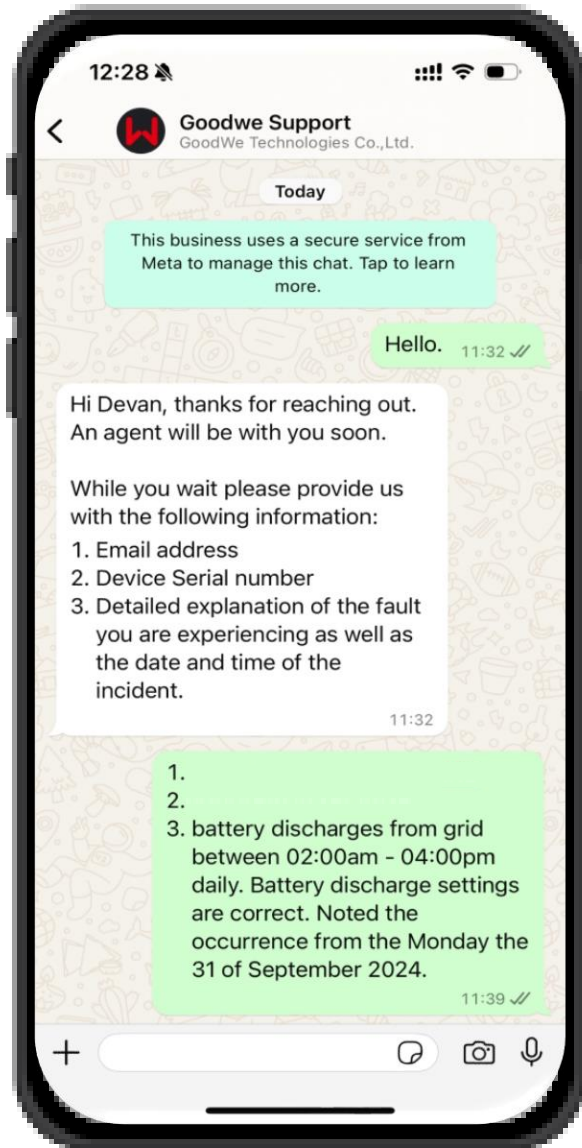 12:28
Goodwe Support
GoodWe Technologies Co.,Ltd.
Today
This business uses a secure service from
Meta to manage this chat. Tap to learn
more.
Hello. 11:32
Hi Devan, thanks for reaching out.
An agent will be with you soon.
While you wait please provide us
with the following information:
1. Email address
2. Device Serial number
3. Detailed explanation of the fault
you are experiencing as well as
the date and time of the
incident.
11:32
1.
2.
3. battery discharges from grid
between 02:00am - 04:00pm
daily. Battery discharge settings
are correct. Noted the
occurrence from the Monday the
31 of September 2024.
11:39